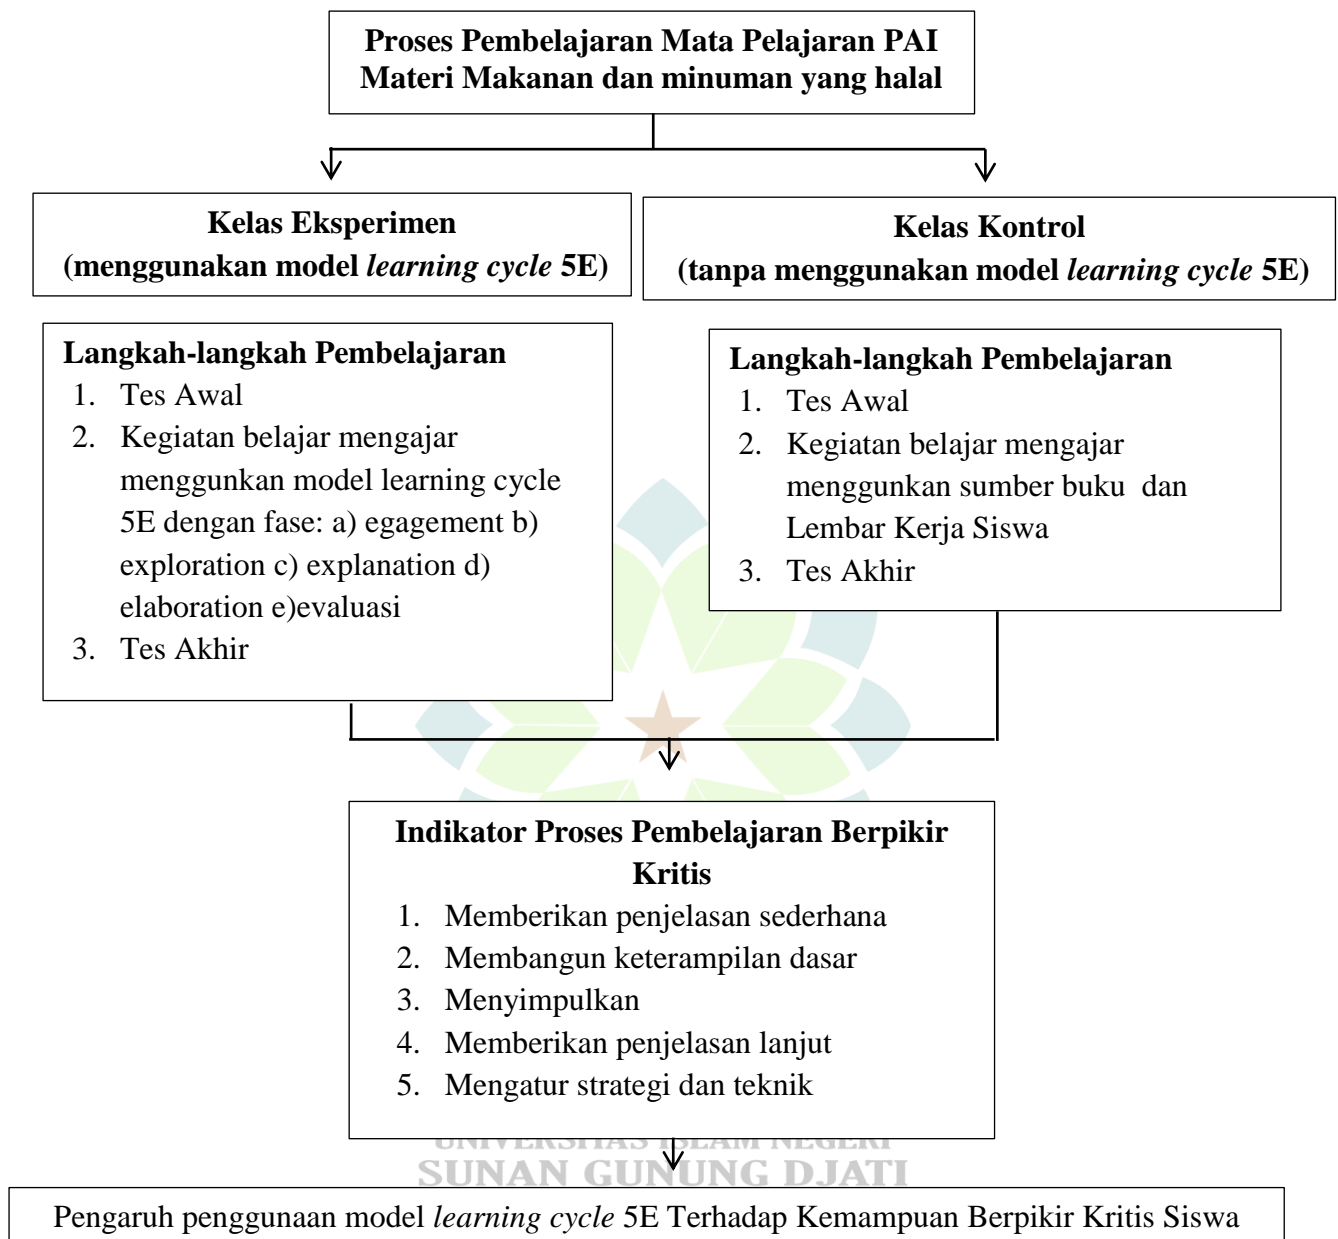 Proses Pembelajaran Mata Pelajaran PAI
Materi Makanan dan minuman yang halal
Kelas Eksperimen
(menggunakan model learning cycle 5E)
Kelas Kontrol
(tanpa menggunakan model learning cycle 5E)
Langkah-langkah Pembelajaran
1. Tes Awal
2. Kegiatan belajar mengajar
menggunkan model learning cycle
5E dengan fase: a) egagement b)
exploration c) explanation d)
elaboration e)evaluasi
3. Tes Akhir
Langkah-langkah Pembelajaran
1. Tes Awal
2. Kegiatan belajar mengajar
menggunkan sumber buku dan
Lembar Kerja Siswa
3. Tes Akhir
Indikator Proses Pembelajaran Berpikir
Kritis
1. Memberikan penjelasan sederhana
2. Membangun keterampilan dasar
3. Menyimpulkan
4. Memberikan penjelasan lanjut
5. Mengatur strategi dan teknik
UNIVERSITAS ISLAM NEGERI
SUNAN GUNUNG DJATI
Pengaruh penggunaan model learning cycle 5E Terhadap Kemampuan Berpikir Kritis Siswa